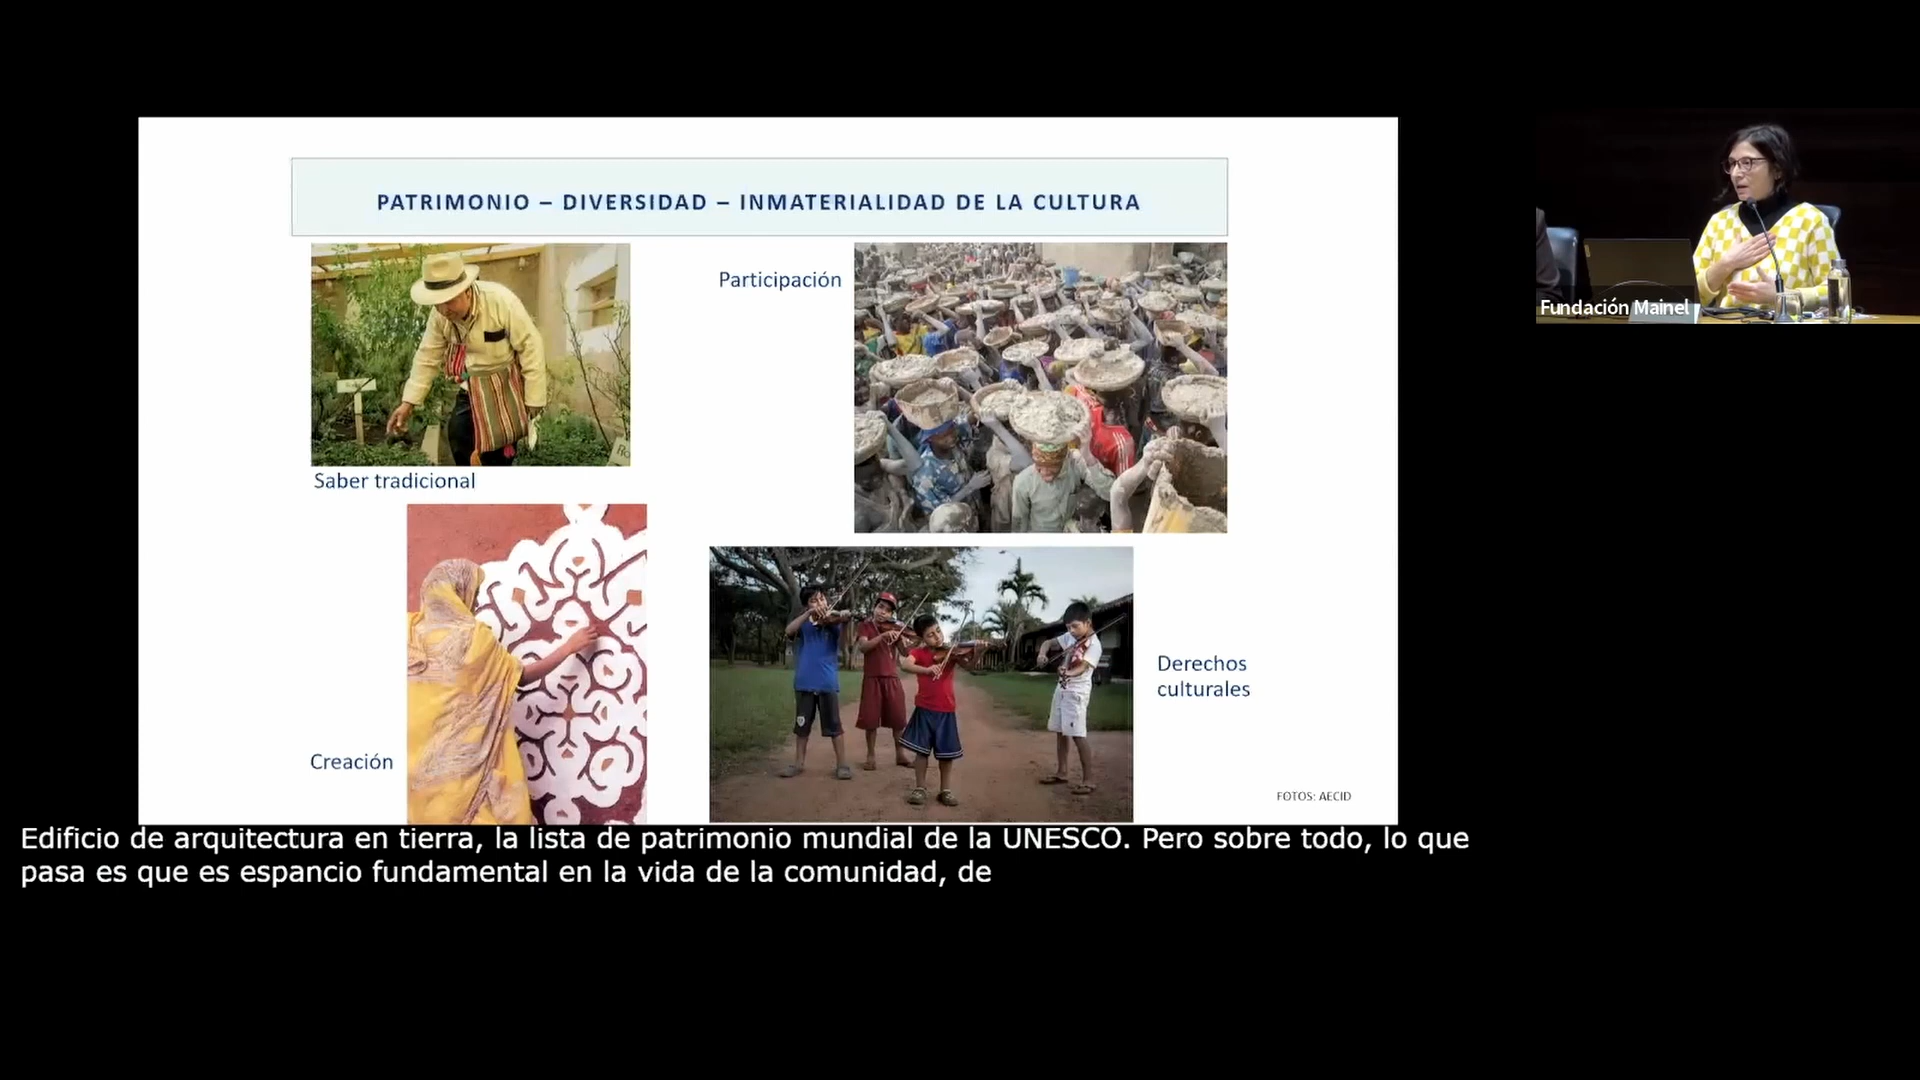 PATRIMONIO – DIVERSIDAD – INMATERIALIDAD DE LA CULTURA
Participación
Saber tradicional
Derechos
culturales
Creación
FOTOS: AECID
Fundación Mainel
Edificio de arquitectura en tierra, la lista de patrimonio mundial de la UNESCO. Pero sobre todo, lo que
pasa es que es espancio fundamental en la vida de la comunidad, de